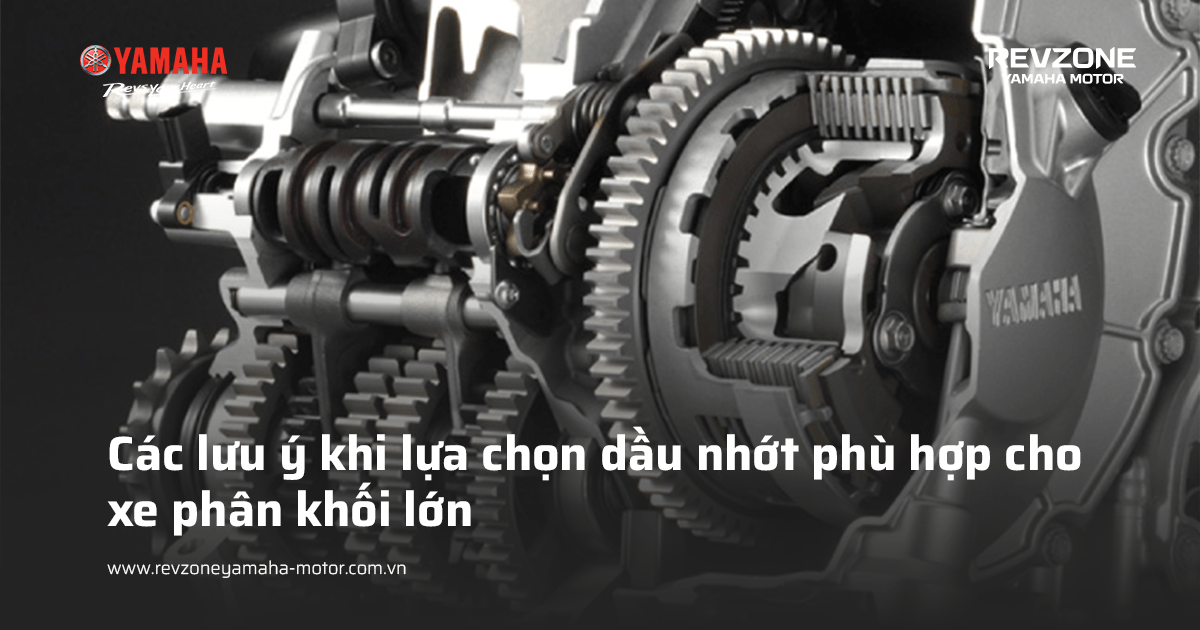 YAMAHA
Revs Your Heart
REVZONE
YAMAHA MOTOR
YAMAHA
Các lưu ý khi lựa chọn dầu nhớt phù hợp cho
xe phân khối lớn
www.revzoneyamaha-motor.com.vn